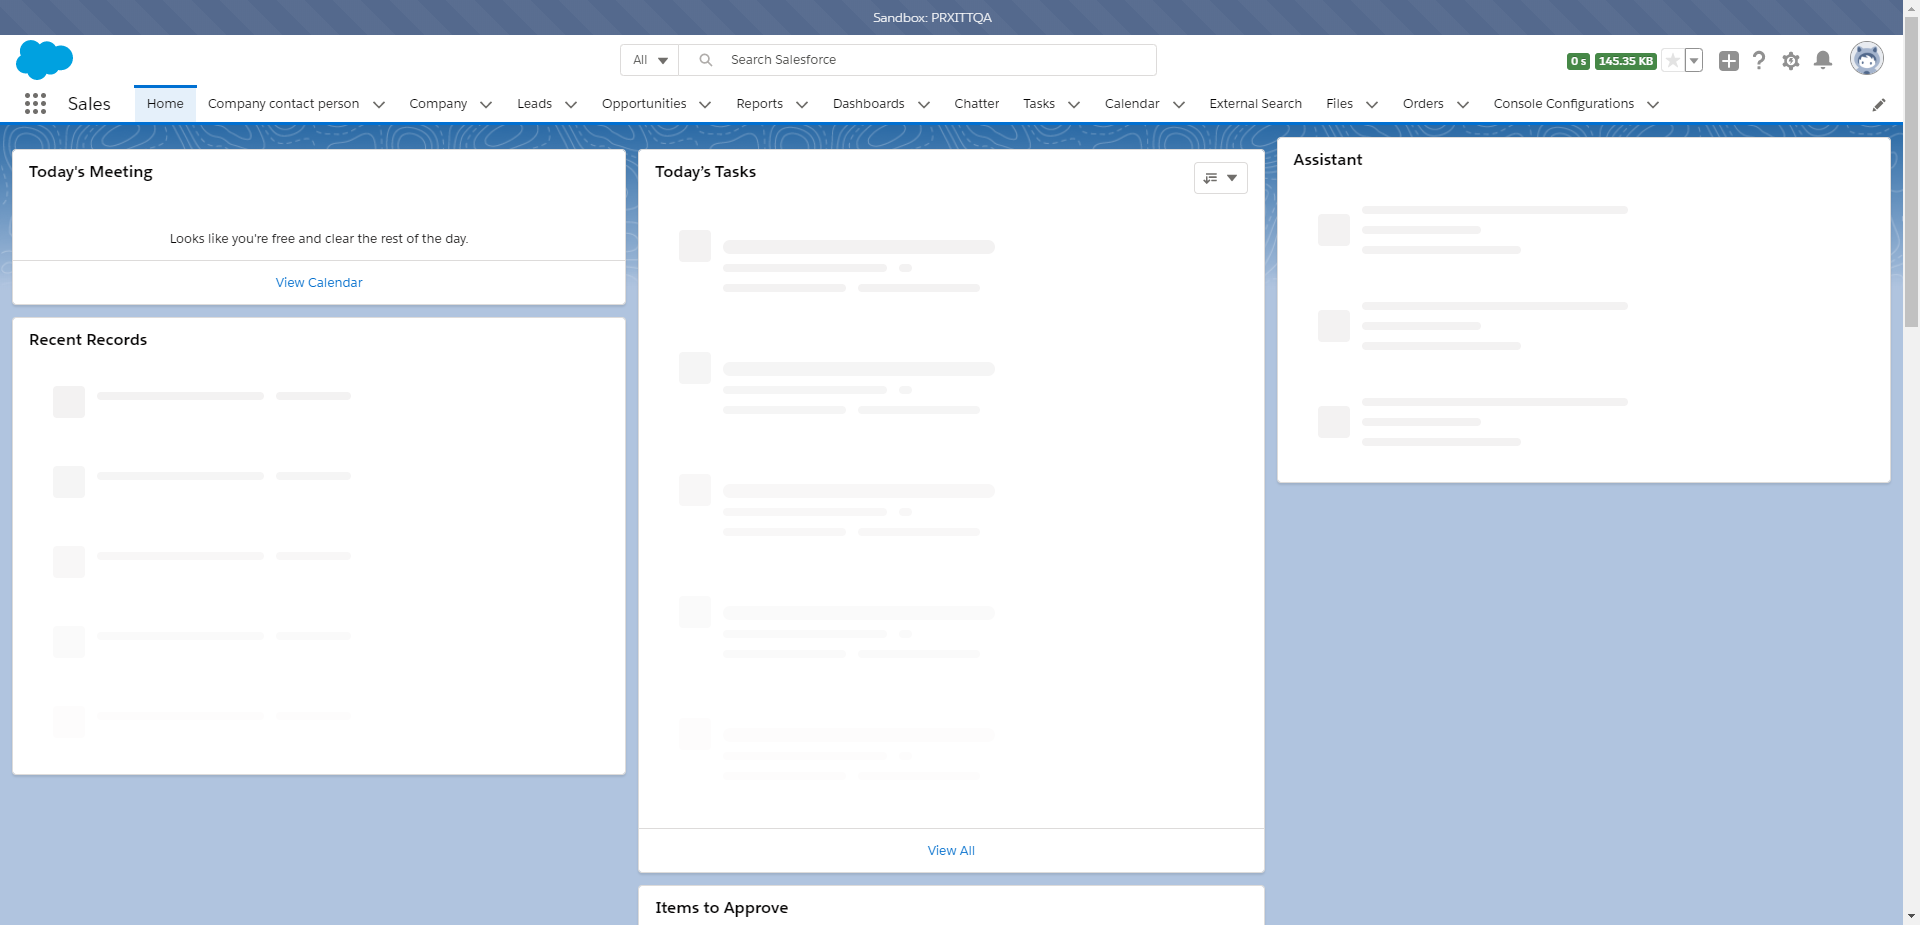 Sandbox: PRXITTQA
All
Search Salesforce
0 s
145.35 KB
Sales
Home
Company contact person
Company
Leads
Opportunities
Reports
Dashboards
Chatter
Tasks
Calendar
External Search
Files
Orders
Console Configurations
Today's Meeting
Looks like you're free and clear the rest of the day.
View Calendar
Recent Records
Today's Tasks
View All
Items to Approve
Assistant